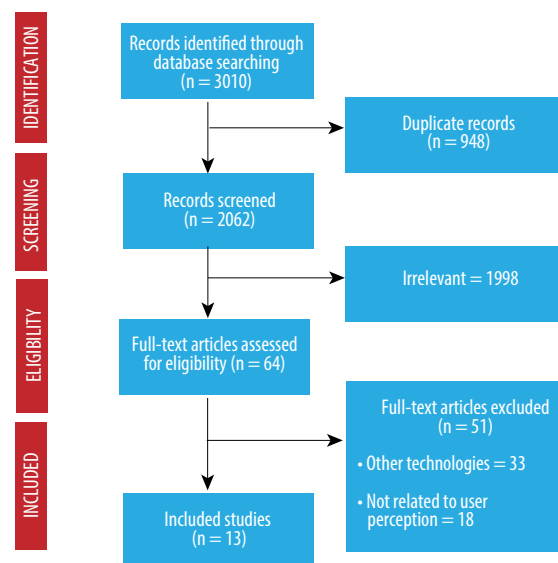 IDENTIFICATION
Records identified through
database searching
(n = 3010)
Duplicate records
(n = 948)
SCREENING
Records screened
(n = 2062)
Irrelevant = 1998
ELIGIBILITY
Full-text articles assessed
for eligibility (n = 64)
Full-text articles excluded
(n = 51)
• Other technologies = 33
• Not related to user
perception = 18
INCLUDED
Included studies
(n = 13)